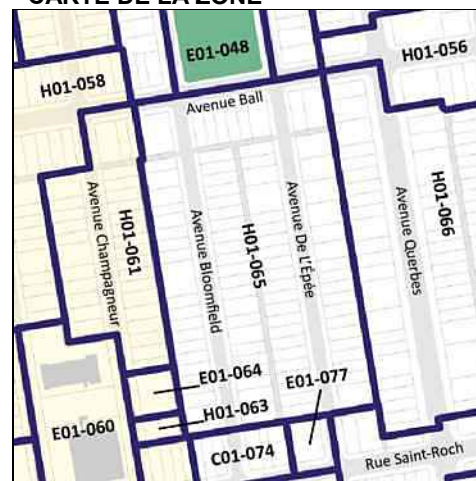 CARTE DE LA ZONE
E01-048
H01-056
H01-058
Avenue Ball
Avenue Champagneur
H01-061
Avenue Bloomfield
H01-065
Avenue De L'Épée
Avenue Querbes
H01-066
E01-064
E01-077
H01-063
E01-060
C01-074
Rue Saint-Roch